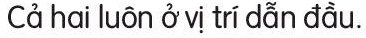 Cả hai luôn ở vị trí dẫn đầu.